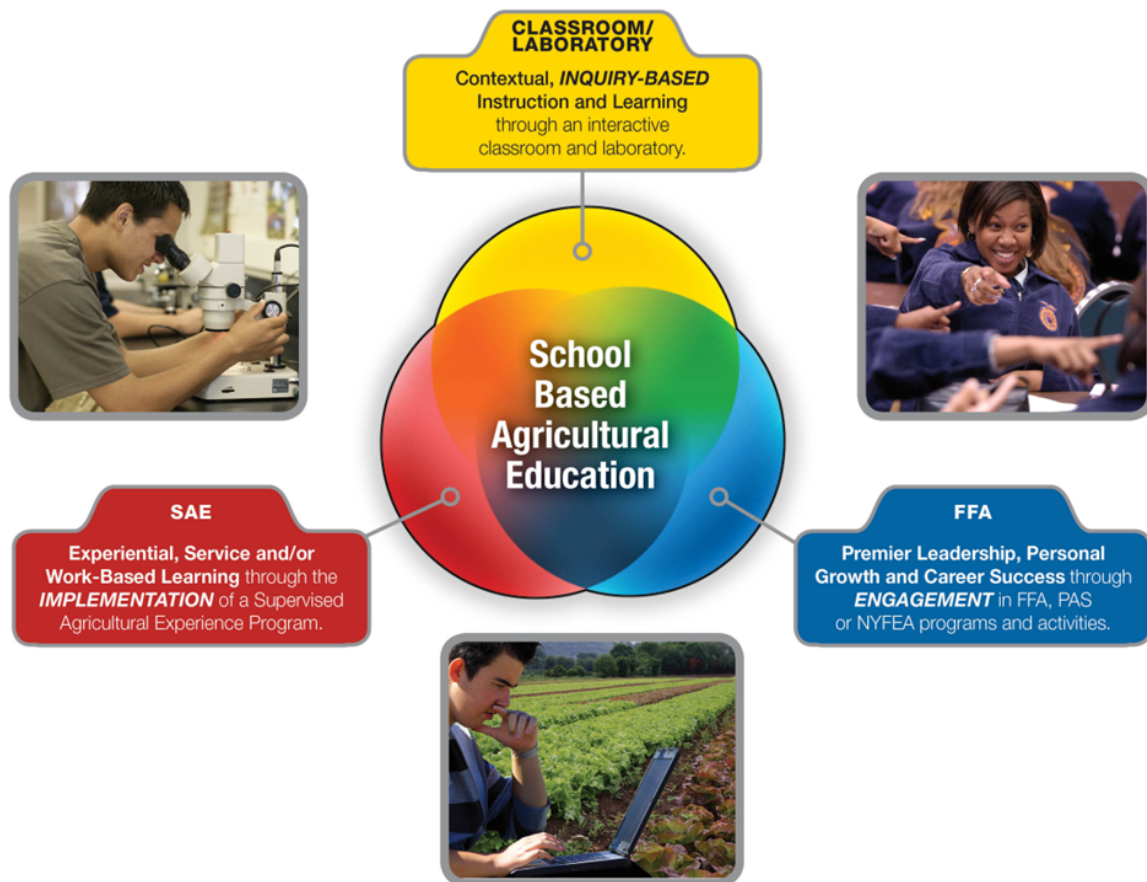 CLASSROOM/
LABORATORY
Contextual, INQUIRY-BASED
Instruction and Learning
through an interactive
classroom and laboratory.
School
Based
Agricultural
Education
SAE
Experiential, Service and/or
Work-Based Learning through the
IMPLEMENTATION of a Supervised
Agricultural Experience Program.
FFA
Premier Leadership, Personal
Growth and Career Success through
ENGAGEMENT in FFA, PAS
or NYFEA programs and activities.